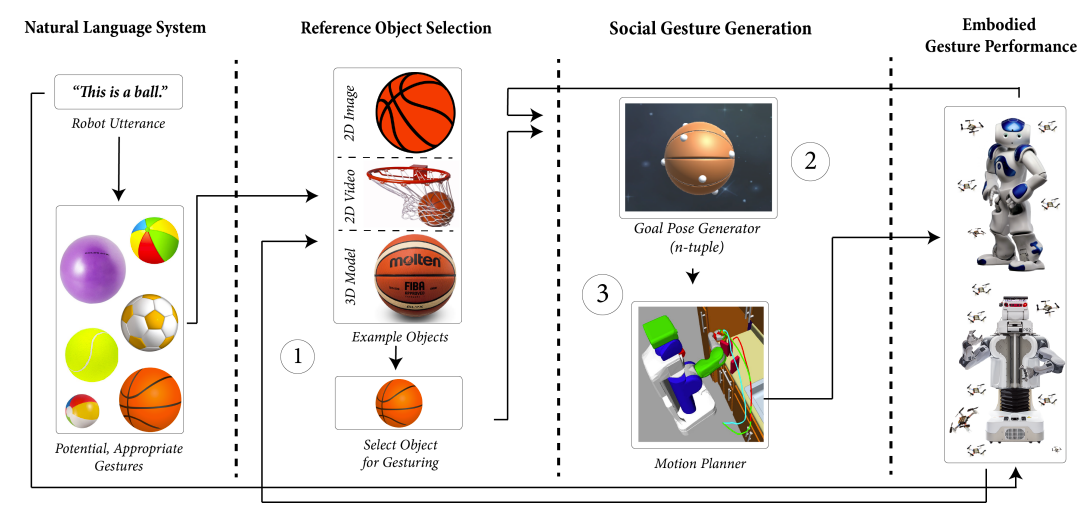 Natural Language System
Reference Object Selection
Social Gesture Generation
Embodied
Gesture Performance
“This is a ball.”
Robot Utterance
Potential, Appropriate
Gestures
2D Image
2D Video
3D Model
molten
FIBA
Example Objects
1
Select Object
for Gesturing
2
Goal Pose Generator
(n-tuple)
3
Motion Planner